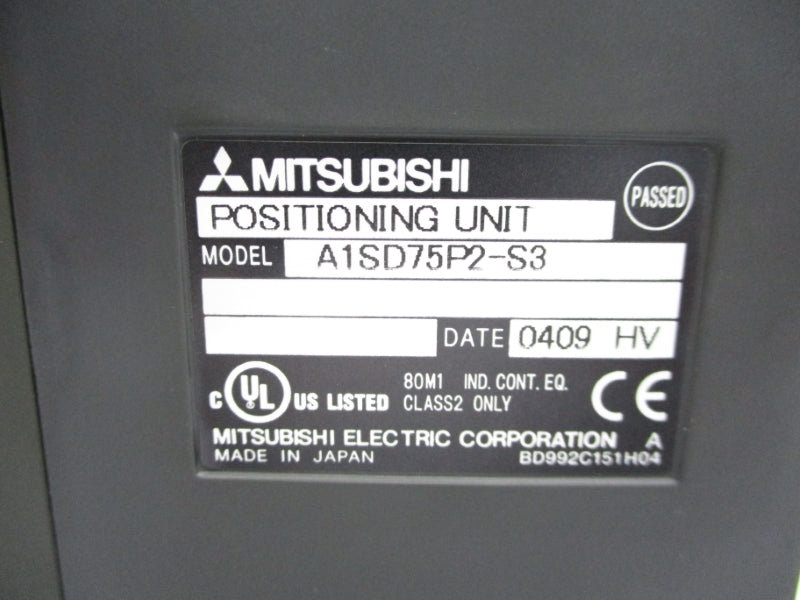 MITSUBISHI
PASSED
POSITIONING UNIT
MODEL A1SD75P2-S3
DATE 0409 HV
C UL US LISTED
80M1 IND. CONT. EQ.
CLASS2 ONLY
CE
MITSUBISHI ELECTRIC CORPORATION A
MADE IN JAPAN BD992C151H04